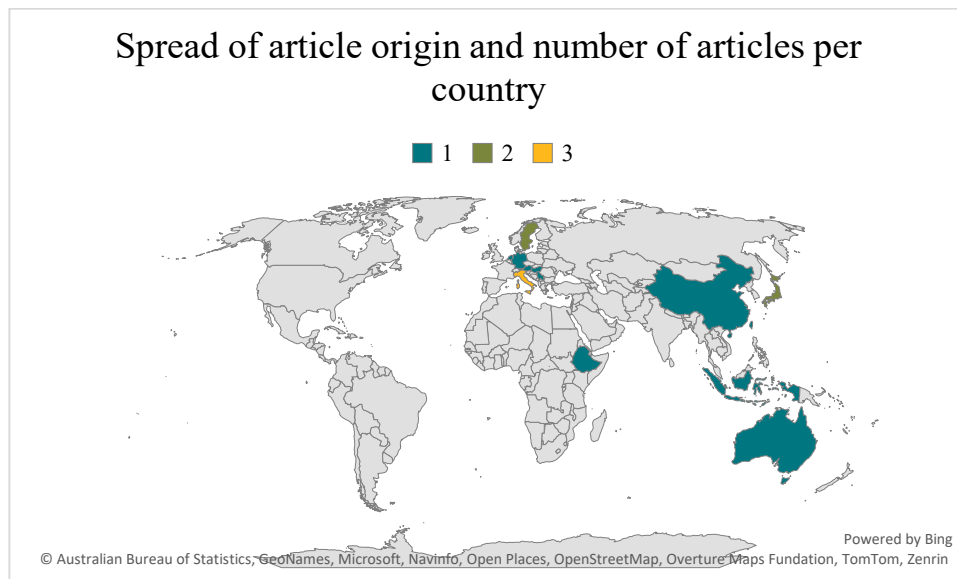 Spread of article origin and number of articles per
country
1 2 3
Powered by Bing
© Australian Bureau of Statistics, GeoNames, Microsoft, Navinfo, Open Places, OpenStreetMap, Overture Maps Fundation, TomTom, Zenrin